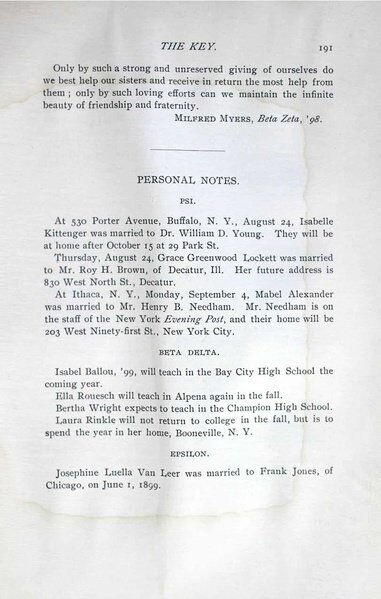 THE KEY. 191
Only by such a strong and unreserved giving of ourselves do
we best help our sisters and receive in return the most help from
them ; only by such loving efforts can we maintain the infinite
beauty of friendship and fraternity.
MILFRED MYERS, Beta Zeta, '98.
PERSONAL NOTES.
PSI.
At 530 Porter Avenue, Buffalo, N. Y., August 24, Isabelle
Kittenger was married to Dr. William D. Young. They will be
at home after October 15 at 29 Park St.
Thursday, August 24, Grace Greenwood Lockett was married
to Mr. Roy H. Brown, of Decatur, Ill. Her future address is
830 West North St., Decatur.
At Ithaca, N. Y., Monday, September 4, Mabel Alexander
was married to Mr. Henry B. Needham. Mr. Needham is on
the staff of the New York Evening Post, and their home will be
203 West Ninety-first St., New York City.
BETA DELTA.
Isabel Ballou, '99, will teach in the Bay City High School the
coming year.
Ella Rouesch will teach in Alpena again in the fall.
Bertha Wright expects to teach in the Champion High School.
Laura Rinkle will not return to college in the fall, but is to
spend the year in her home, Booneville, N. Y.
EPSILON.
Josephine Luella Van Leer was married to Frank Jones, of
Chicago, on June 1, 1899.